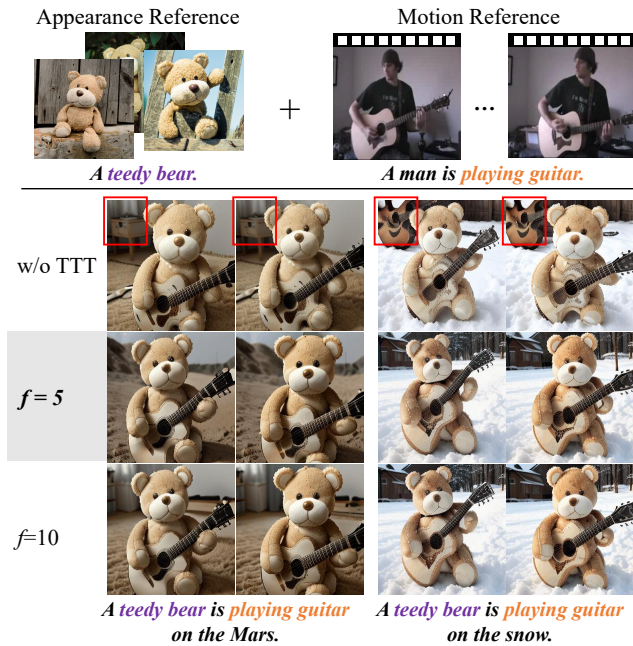 Appearance Reference
Motion Reference
+
...
A teedy bear.
A man is playing guitar.
w/o TTT
f = 5
f=10
A teedy bear is playing guitar
on the Mars.
A teedy bear is playing guitar
on the snow.